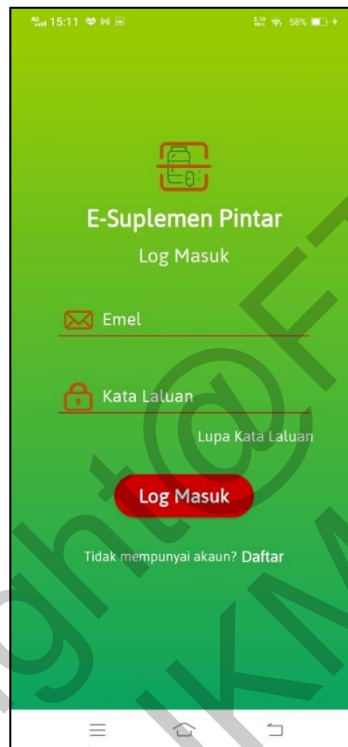 4G 15:11 58%
E-Suplemen Pintar
Log Masuk
Emel
Kata Laluan
Lupa Kata Laluan
Log Masuk
Tidak mempunyai akaun? Daftar